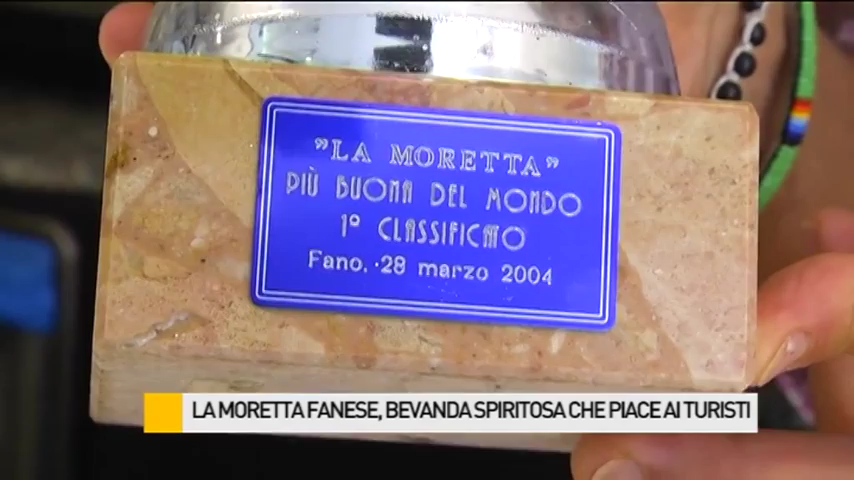 "LA MORETTA"
PIÙ BUONA DEL MONDO
1º CLASSIFICATO
Fano. ·28 marzo 2004
LA MORETTA FANESE, BEVANDA SPIRITOSA CHE PIACE AI TURISTI